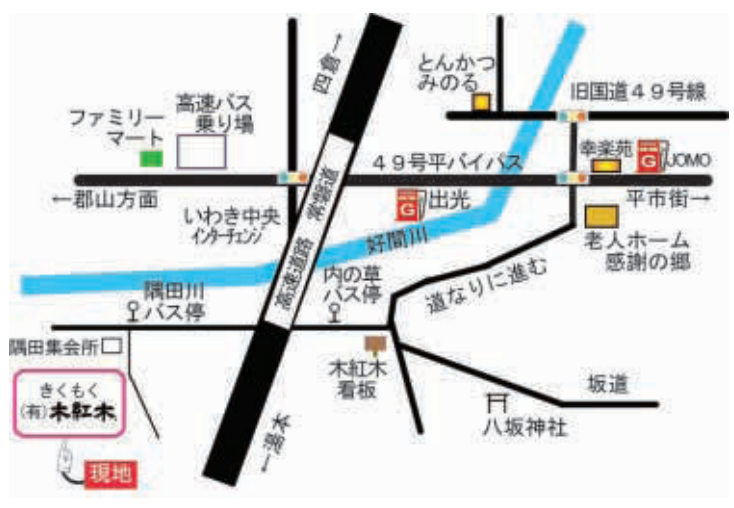 四倉→
とんかつ
みのる
旧国道49号線
高速バス
乗り場
ファミリー
マート
幸楽苑
G
JOMO
49号平バイパス
←郡山方面
出光
G
平市街→
いわき中央
インターチェンジ
高速道路 常磐道
好間川
老人ホーム
感謝の郷
道なりに進む
隅田川
バス停
内の草
バス停
隅田集会所
木紅木
看板
坂道
きくもく
(有)木紅木
八坂神社
←湯本
現地